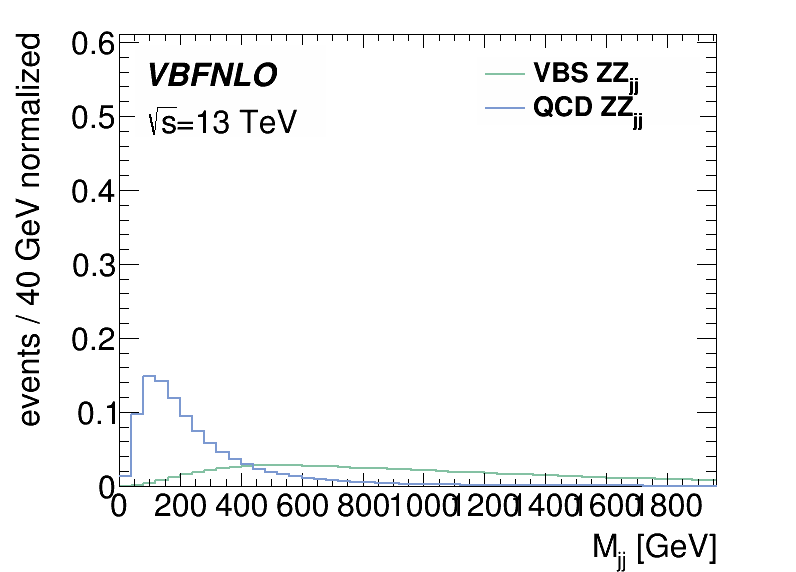 events / 40 GeV normalized
VBFNLO
√s=13 TeV
VBS ZZjj
QCD ZZjj
0.6
0.5
0.4
0.3
0.2
0.1
0
0 200 400 600 800 1000 1200 1400 1600 1800
Mjj [GeV]